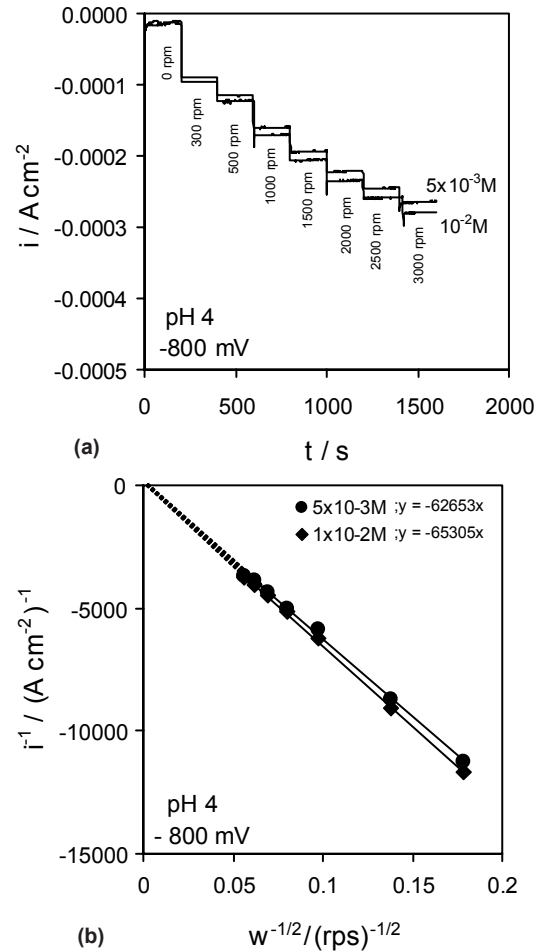 0.0000
-0.0001
-0.0002
-0.0003
-0.0004
-0.0005
i / A cm-2
0 rpm
300 rpm
500 rpm
1000 rpm
1500 rpm
2000 rpm
2500 rpm
3000 rpm
5x10-3M
10-2M
pH 4
-800 mV
0 500 1000 1500 2000
(a)
t / s
0
-5000
-10000
-15000
i-1 / (A cm-2)-1
5x10-3M ;y = -62653x
1x10-2M ;y = -65305x
pH 4
- 800 mV
0 0.05 0.1 0.15 0.2
(b)
w-1/2/(rps)-1/2